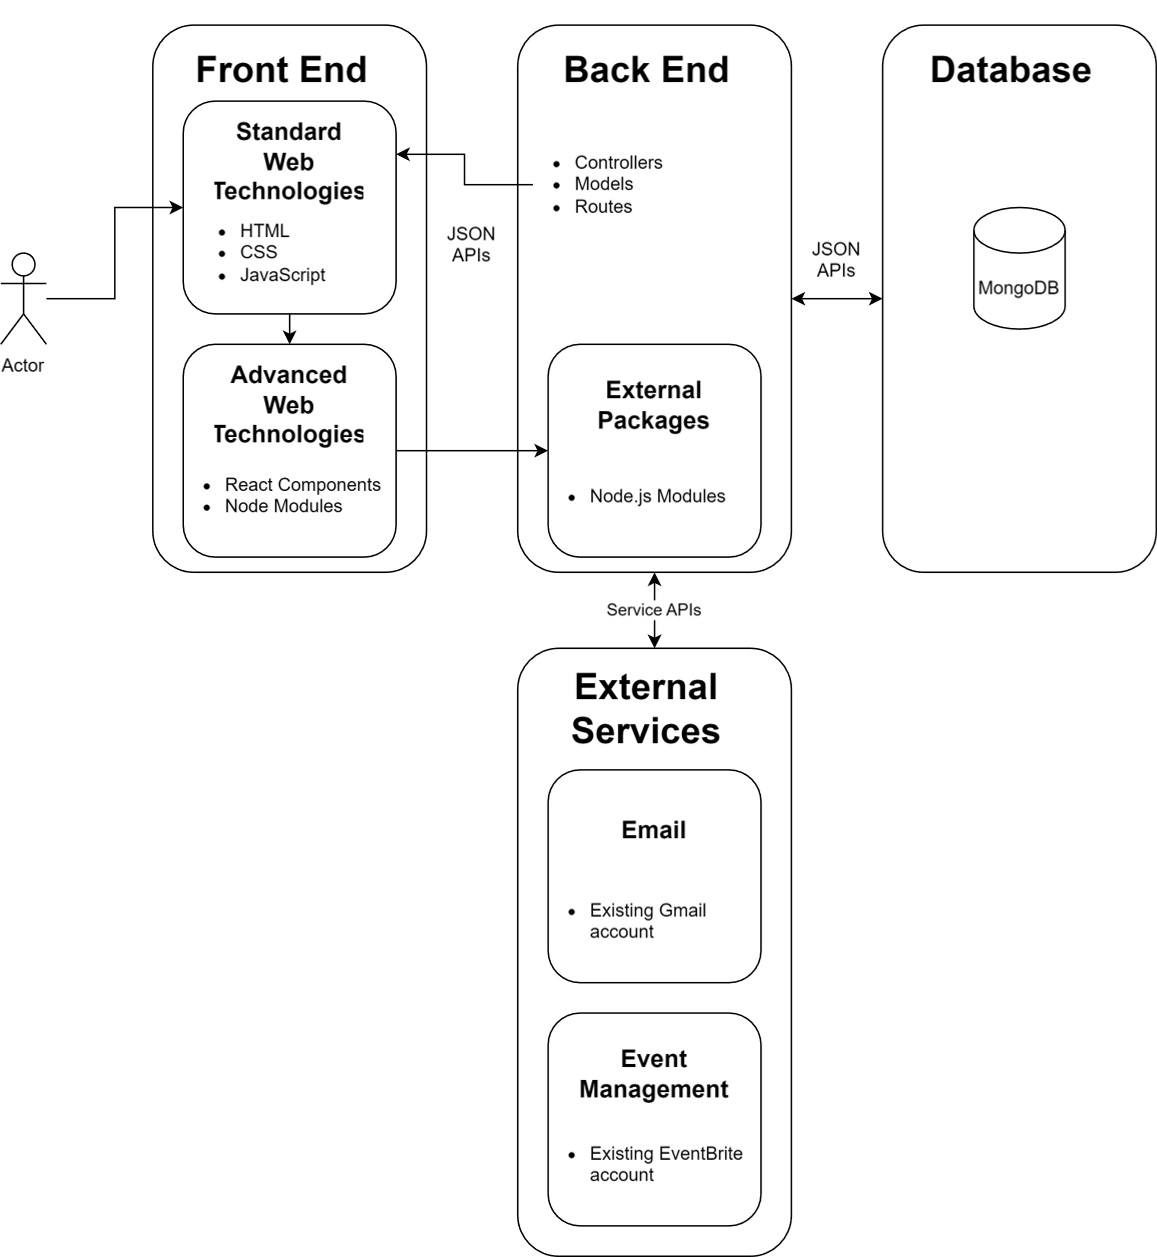 Front End
Standard
Web
Technologies
• HTML
• CSS
• JavaScript
Actor
Advanced
Web
Technologies
• React Components
• Node Modules
JSON
APIs
Back End
• Controllers
• Models
• Routes
External
Packages
• Node.js Modules
JSON
APIs
Database
MongoDB
Service APIs
External
Services
Email
• Existing Gmail
account
Event
Management
• Existing EventBrite
account